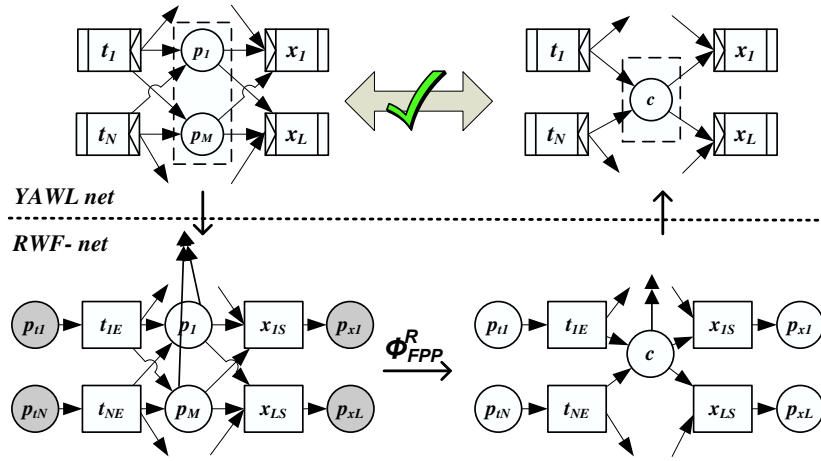 t1 p1 x1 t1 x1
c
tN pM xL tN xL
YAWL net
RWF- net
pt1 t1E p1 x1S px1 pt1 t1E x1S px1
ΦRFPP c
ptN tNE pM xLS pxL ptN tNE xLS pxL